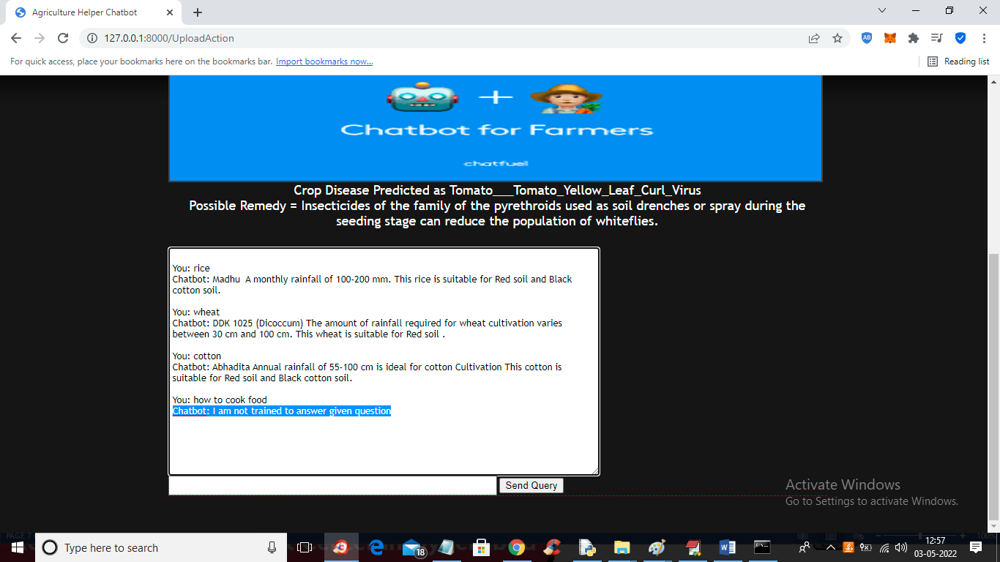 Agriculture Helper Chatbot
127.0.0.1:8000/UploadAction
AB
For quick access, place your bookmarks here on the bookmarks bar. Import bookmarks now...
Reading list
Chatbot for Farmers
chatfuel
Crop Disease Predicted as Tomato___Tomato_Yellow_Leaf_Curl_Virus
Possible Remedy = Insecticides of the family of the pyrethroids used as soil drenches or spray during the
seeding stage can reduce the population of whiteflies.
You: rice
Chatbot: Madhu A monthly rainfall of 100-200 mm. This rice is suitable for Red soil and Black
cotton soil.
You: wheat
Chatbot: DDK 1025 (Dicoccum) The amount of rainfall required for wheat cultivation varies
between 30 cm and 100 cm. This wheat is suitable for Red soil .
You: cotton
Chatbot: Abhadita Annual rainfall of 55-100 cm is ideal for cotton Cultivation This cotton is
suitable for Red soil and Black cotton soil.
You: how to cook food
Chatbot: I am not trained to answer given question
Send Query
Activate Windows
Go to Settings to activate Windows.
PAGE 7
100%
Type here to search
18
12:57
03-05-2022